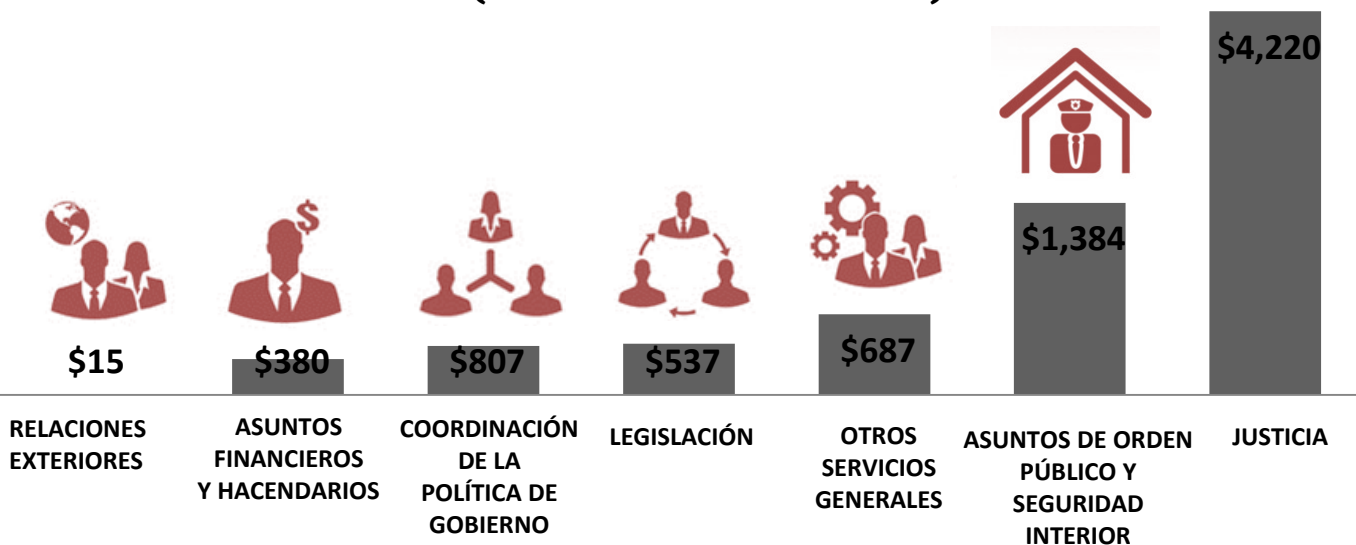 $15
$380
$807
$537
$687
$1,384
$4,220
RELACIONES
EXTERIORES
ASUNTOS
FINANCIEROS
Y HACENDARIOS
COORDINACIÓN
DE LA
POLÍTICA DE
GOBIERNO
LEGISLACIÓN
OTROS
SERVICIOS
GENERALES
ASUNTOS DE ORDEN
PÚBLICO Y
SEGURIDAD
INTERIOR
JUSTICIA